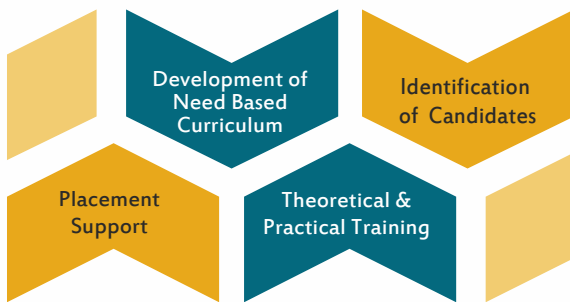 Development of
Need Based
Curriculum
Identification
of Candidates
Placement
Support
Theoretical &
Practical Training